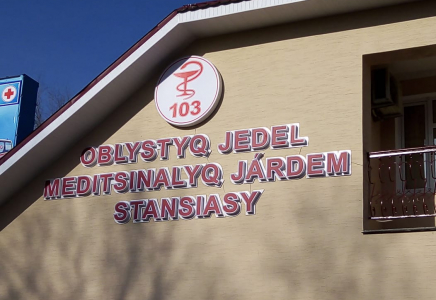 103
OBLYSTYQ JEDEL
MEDITSINALYQ JÁRDEM
STANSIASY